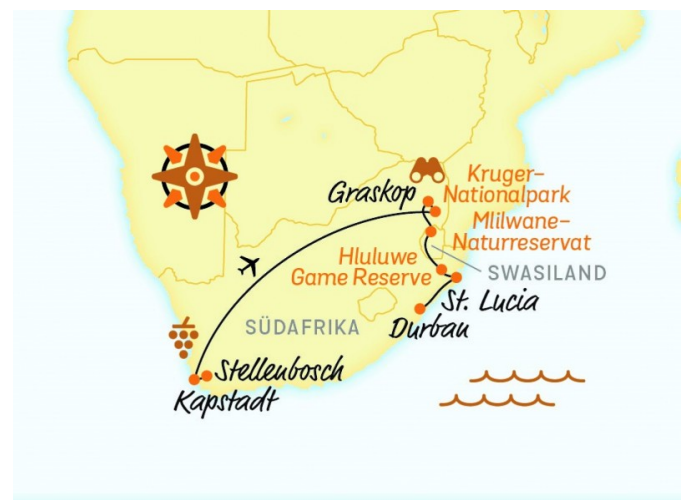 Kruger-
Nationalpark
Graskop
Mlilwane-
Naturreservat
Hluluwe
Game Reserve
SWASILAND
St. Lucia
Durban
SÜDAFRIKA
Stellenbosch
Kapstadt